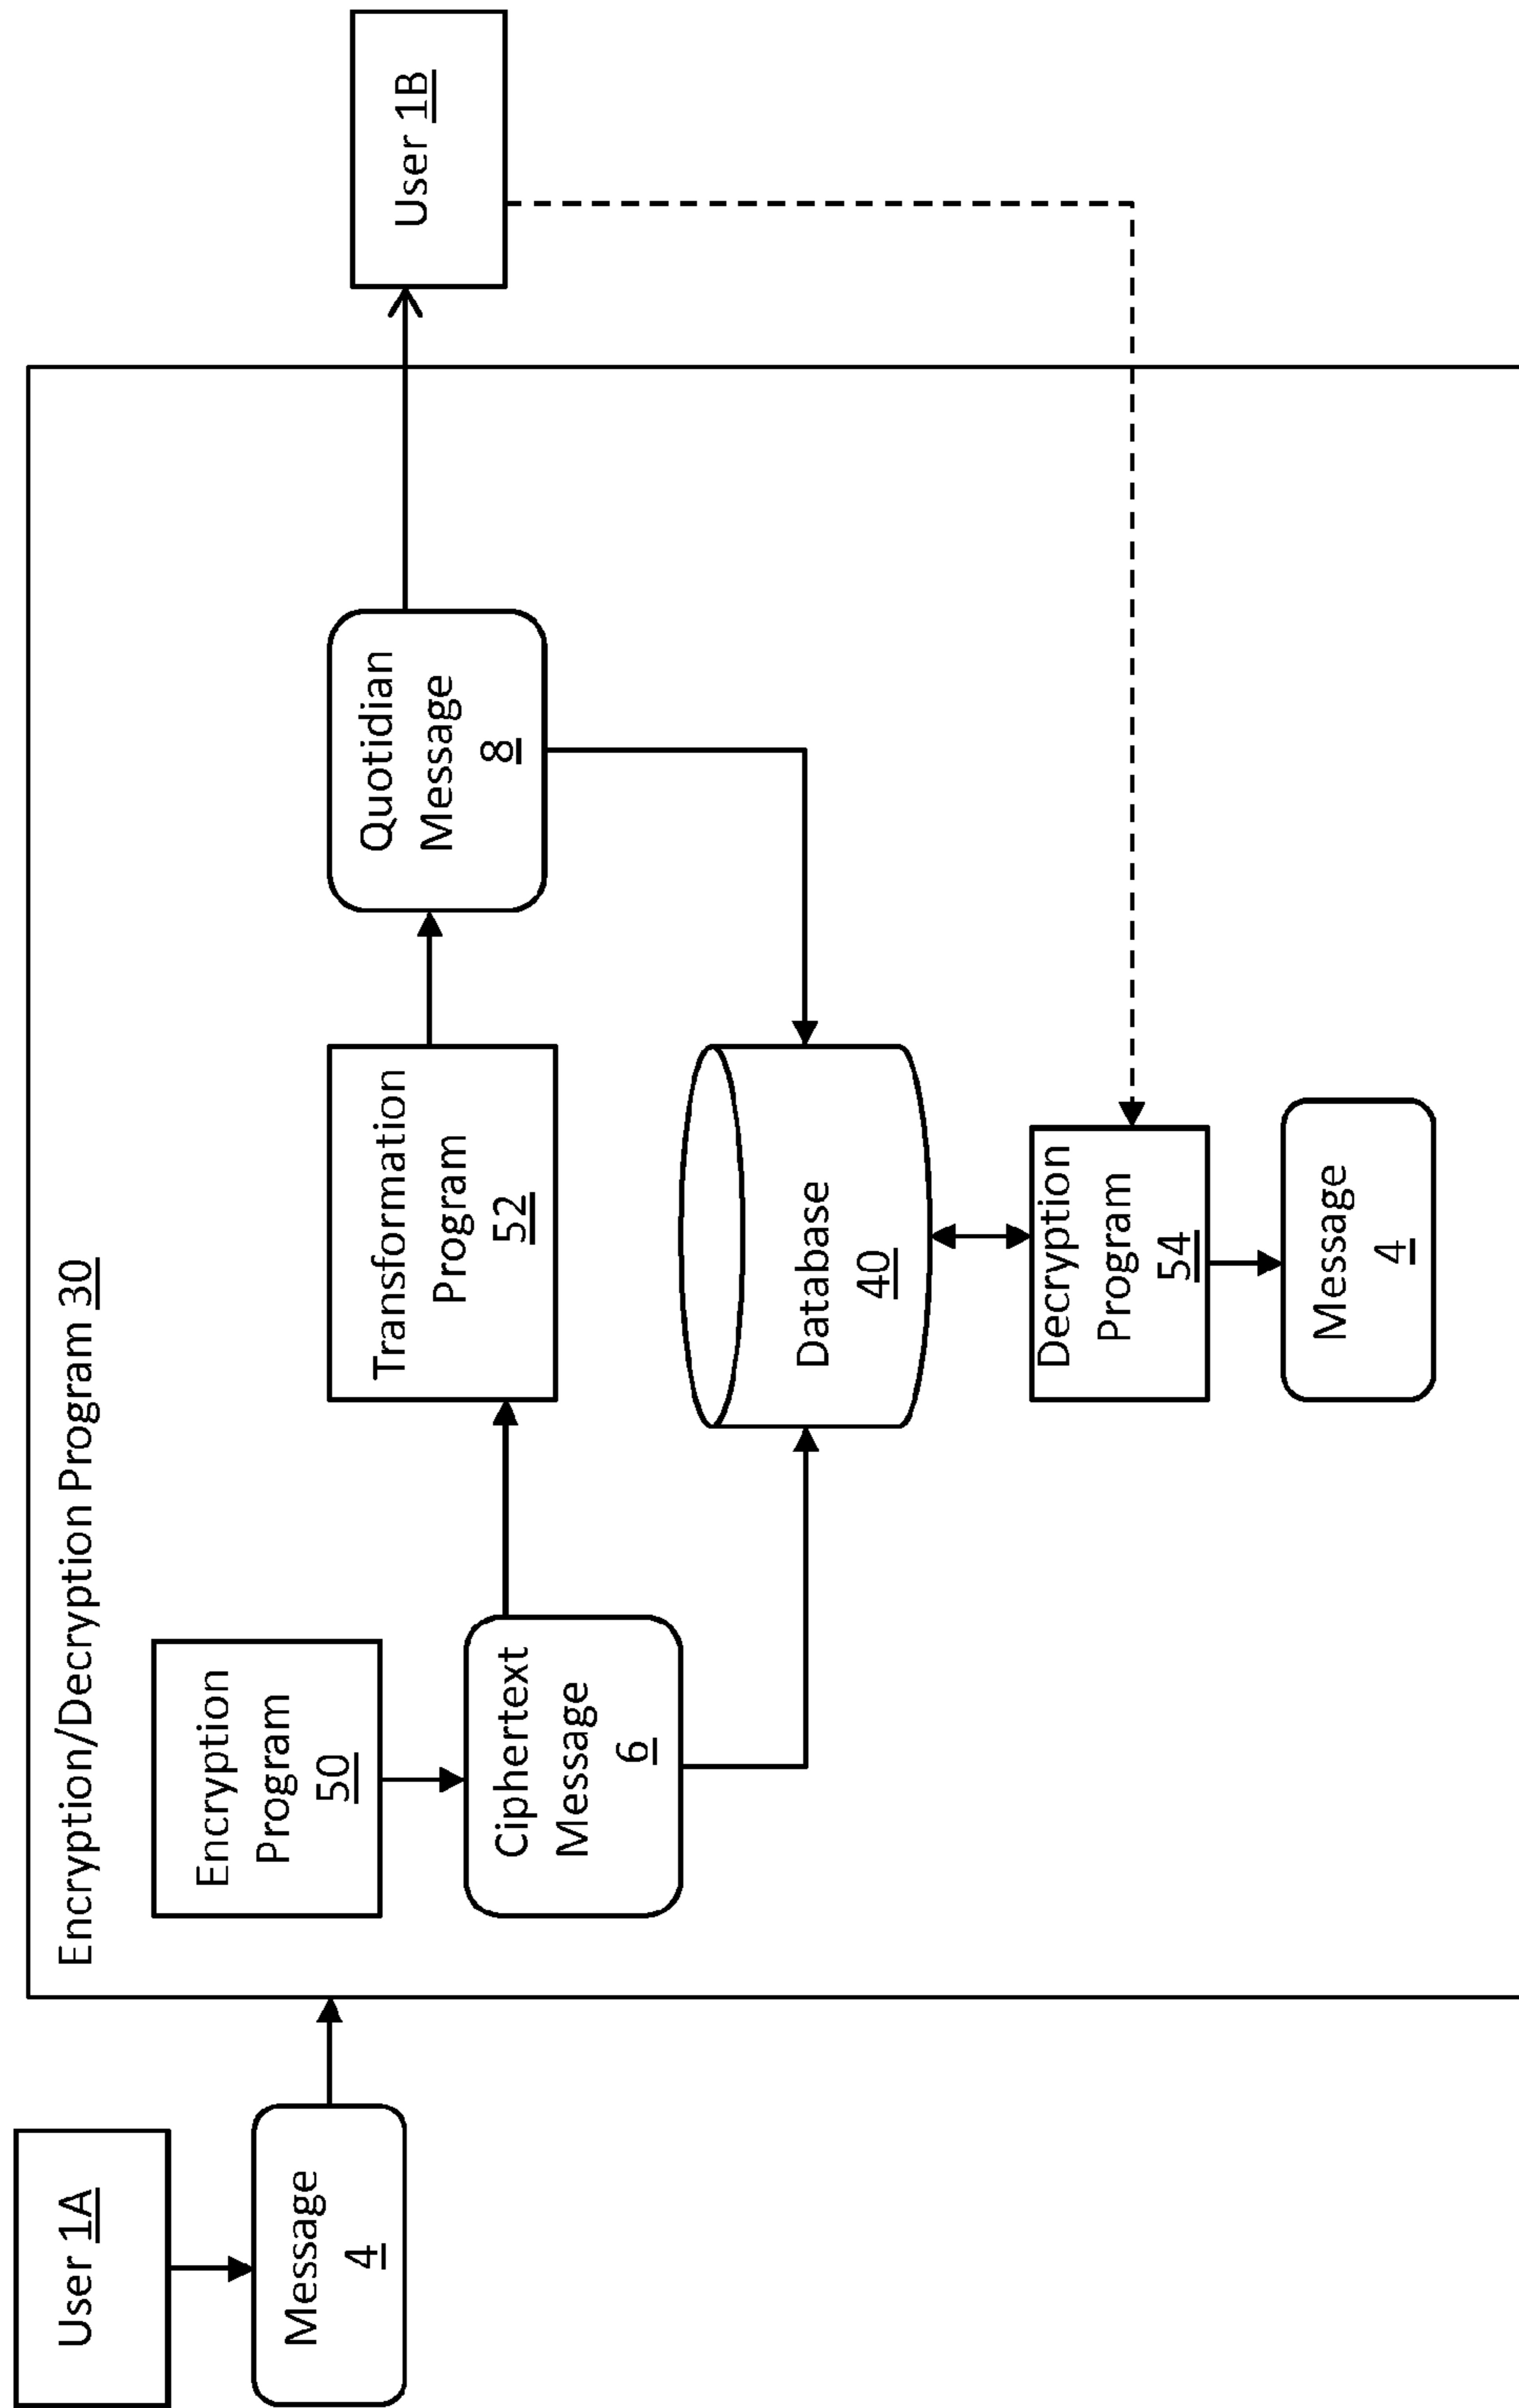 User 1A
Message
4
Encryption/Decryption Program 30
Encryption
Program
50
Ciphertext
Message
6
Transformation
Program
52
Quotidian
Message
8
User 1B
Database
40
Decryption
Program
54
Message
4